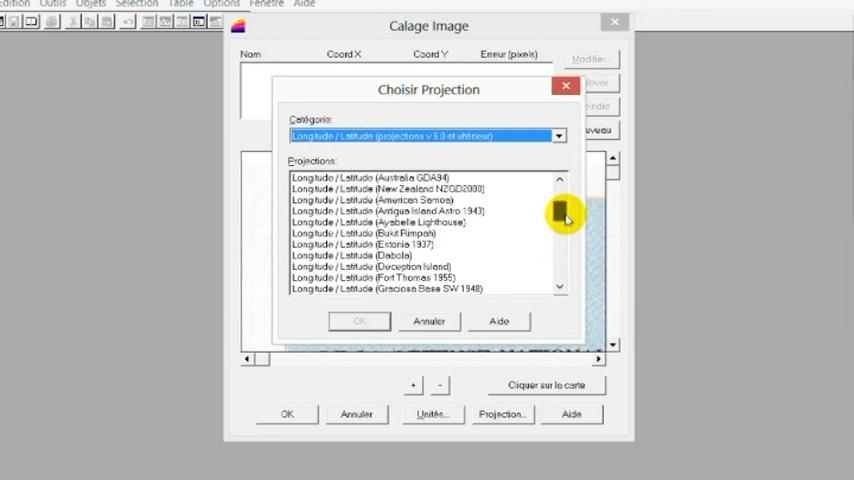 Edition Outils Objets Sélection Table Options Fenêtre Aide
Calage Image
Nom Coord X Coord Y Erreur (pixels)
Modifier...
Choisir Projection
Catégorie:
Longitude / Latitude (projections v 6.0 et ultérieur)
Projections:
Longitude / Latitude (Australia GDA94)
Longitude / Latitude (New Zealand NZGD2000)
Longitude / Latitude (American Samoa)
Longitude / Latitude (Antigua Island Astro 1943)
Longitude / Latitude (Ayabelle Lighthouse)
Longitude / Latitude (Bukit Rimpah)
Longitude / Latitude (Estonia 1937)
Longitude / Latitude (Dabola)
Longitude / Latitude (Deception Island)
Longitude / Latitude (Fort Thomas 1955)
Longitude / Latitude (Graciosa Base SW 1948)
OK Annuler Aide
+ - Cliquer sur la carte
OK Annuler Unités... Projection... Aide